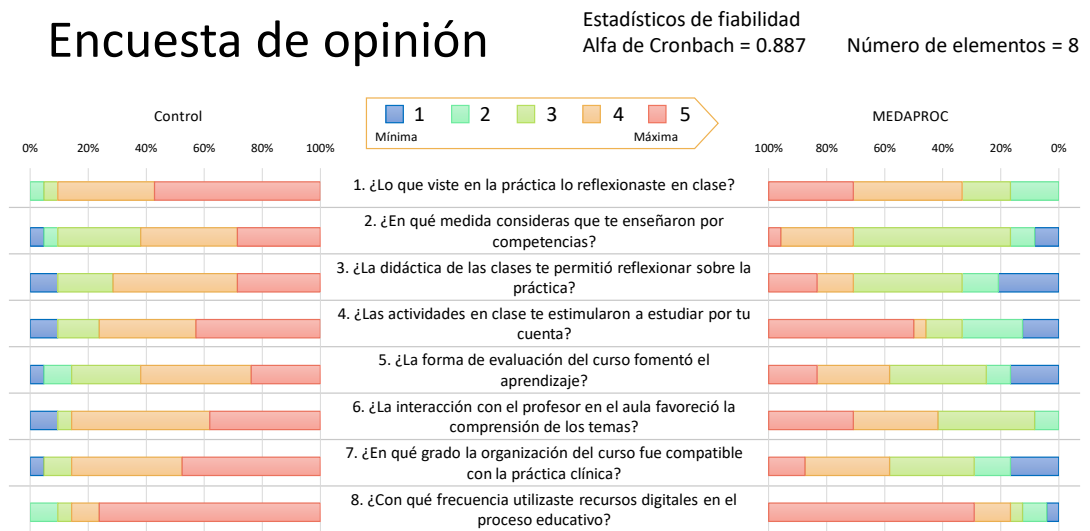 Encuesta de opinión
Estadísticos de fiabilidad
Alfa de Cronbach = 0.887 Número de elementos = 8
Control
1 2 3 4 5
Mínima Máxima
MEDAPROC
0% 20% 40% 60% 80% 100%
100% 80% 60% 40% 20% 0%
1. ¿Lo que viste en la práctica lo reflexionaste en clase?
2. ¿En qué medida consideras que te enseñaron por
competencias?
3. ¿La didáctica de las clases te permitió reflexionar sobre la
práctica?
4. ¿Las actividades en clase te estimularon a estudiar por tu
cuenta?
5. ¿La forma de evaluación del curso fomentó el
aprendizaje?
6. ¿La interacción con el profesor en el aula favoreció la
comprensión de los temas?
7. ¿En qué grado la organización del curso fue compatible
con la práctica clínica?
8. ¿Con qué frecuencia utilizaste recursos digitales en el
proceso educativo?